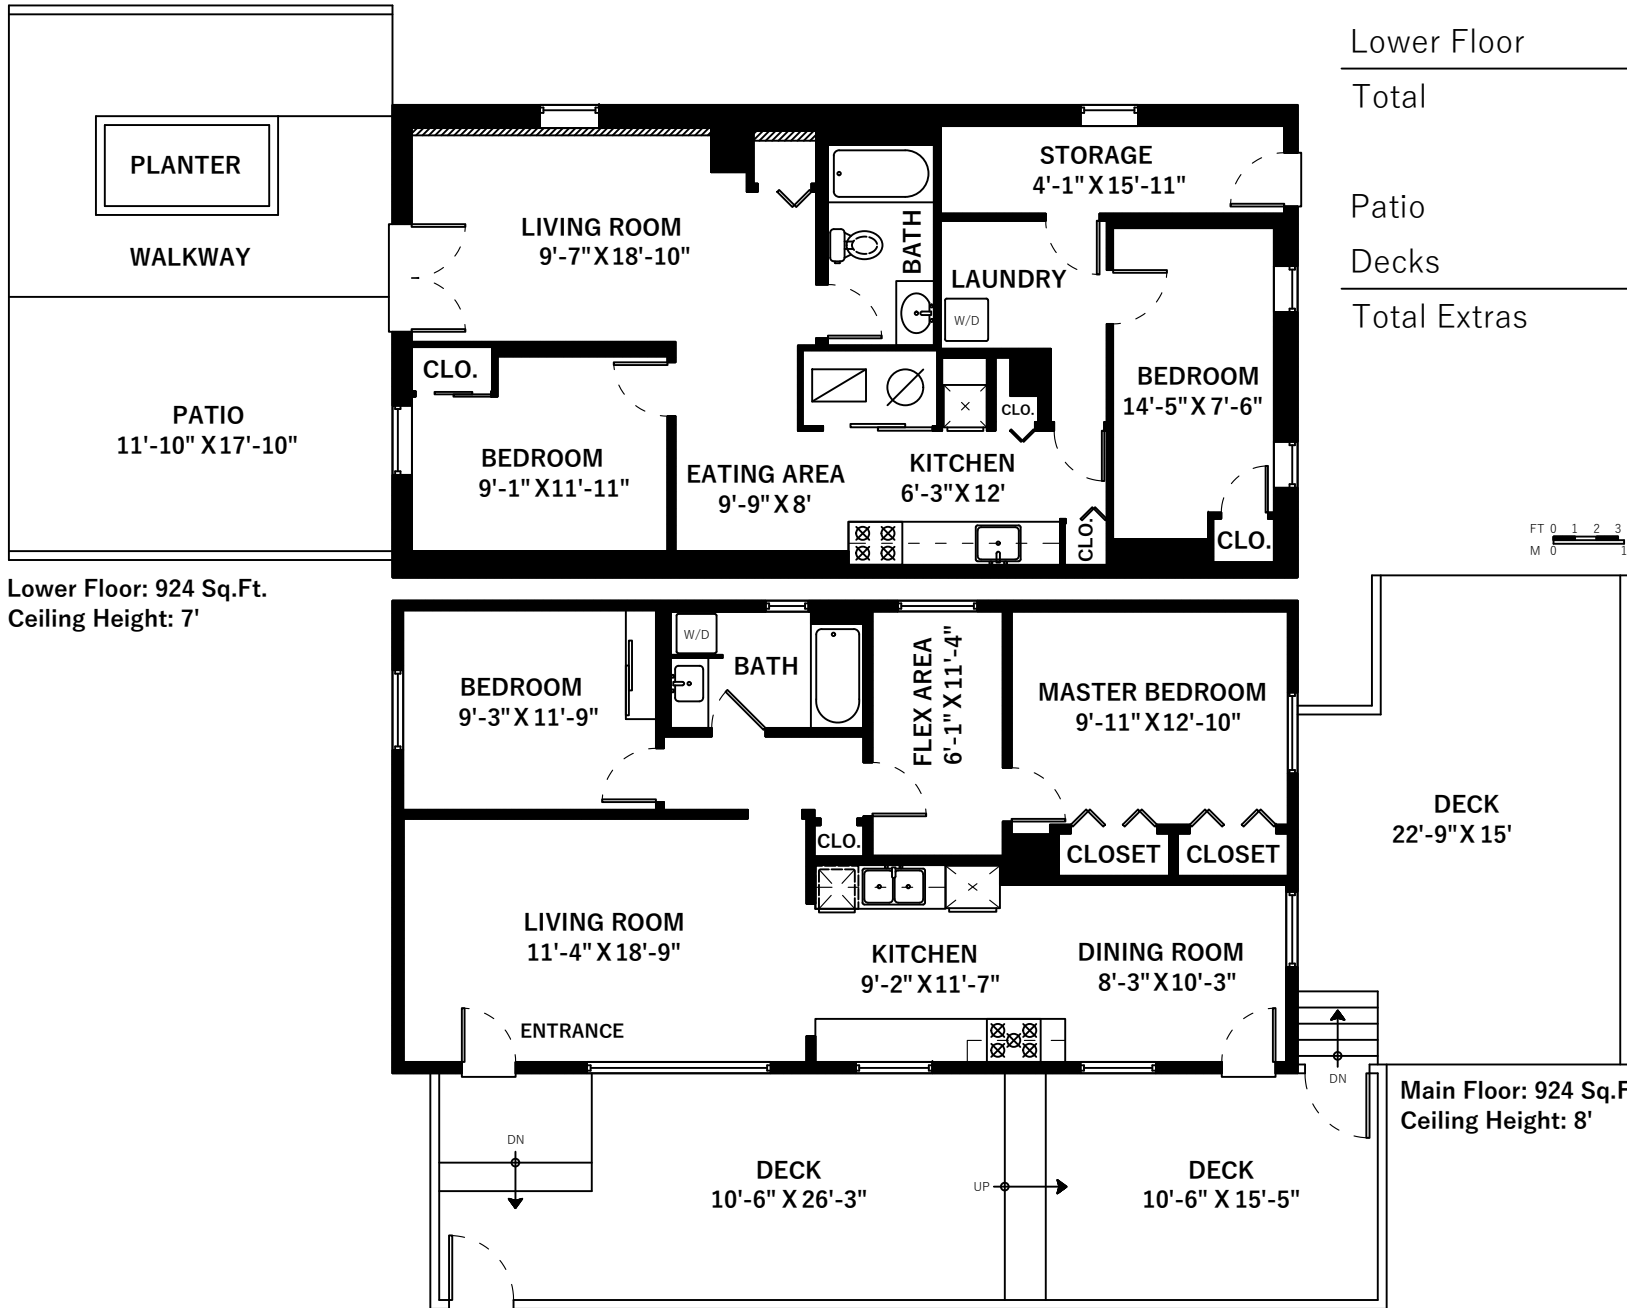 Lower Floor
Total
Patio
Decks
Total Extras
PLANTER
WALKWAY
PATIO
11'-10" X 17'-10"
LIVING ROOM
9'-7" X 18'-10"
BATH
STORAGE
4'-1" X 15'-11"
LAUNDRY
W/D
BEDROOM
14'-5" X 7'-6"
CLO.
CLO.
BEDROOM
9'-1" X 11'-11"
EATING AREA
9'-9" X 8'
KITCHEN
6'-3" X 12'
CLO.
CLO.
FT 0 1 2 3
M 0 1
Lower Floor: 924 Sq.Ft.
Ceiling Height: 7'
BEDROOM
9'-3" X 11'-9"
W/D
BATH
FLEX AREA
6'-1" X 11'-4"
MASTER BEDROOM
9'-11" X 12'-10"
DECK
22'-9" X 15'
CLO.
CLOSET
CLOSET
LIVING ROOM
11'-4" X 18'-9"
KITCHEN
9'-2" X 11'-7"
DINING ROOM
8'-3" X 10'-3"
ENTRANCE
DN
Main Floor: 924 Sq.F
Ceiling Height: 8'
DN
DECK
10'-6" X 26'-3"
UP
DECK
10'-6" X 15'-5"